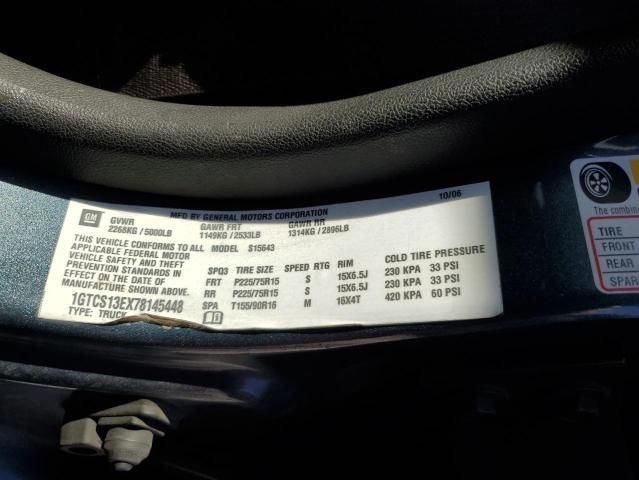 10/06
MFD BY GENERAL MOTORS CORPORATION
GM GVWR GAWR FRT GAWR RR
2268KG / 5000LB 1149KG / 2533LB 1314KG / 2896LB
THIS VEHICLE CONFORMS TO ALL MODEL S15643
APPLICABLE FEDERAL MOTOR
VEHICLE SAFETY AND THEFT
PREVENTION STANDARDS IN
EFFECT ON THE DATE OF
MANUFACTURE SHOWN ABOVE.
1GTCS13EX78145448
TYPE: TRUCK
SPQ3 TIRE SIZE SPEED RTG RIM COLD TIRE PRESSURE
FRT P225/75R15 S 15X6.5J 230 KPA 33 PSI
RR P225/75R15 S 15X6.5J 230 KPA 33 PSI
SPA T155/90R16 M 16X4T 420 KPA 60 PSI
The combin
TIRE
FRONT
REAR
SPAR